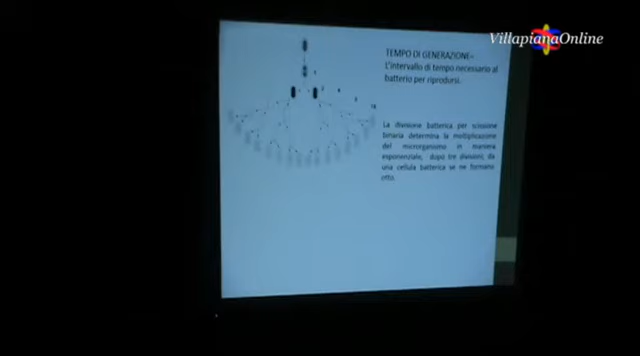 VillapianaOnline
TEMPO DI GENERAZIONE=
L'intervallo di tempo necessario al
batterio per riprodursi.
La divisione batterica per scissione
binaria determina la moltiplicazione
del microrganismo in maniera
esponenziale, dopo tre divisioni, da
una cellula batterica se ne formano
otto.